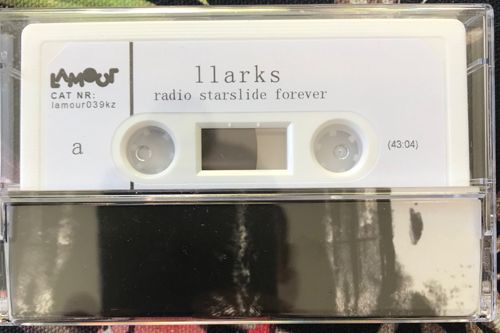 LAMOUR
CAT NR:
lamour039kz
llarks
radio starslide forever
a
(43:04)